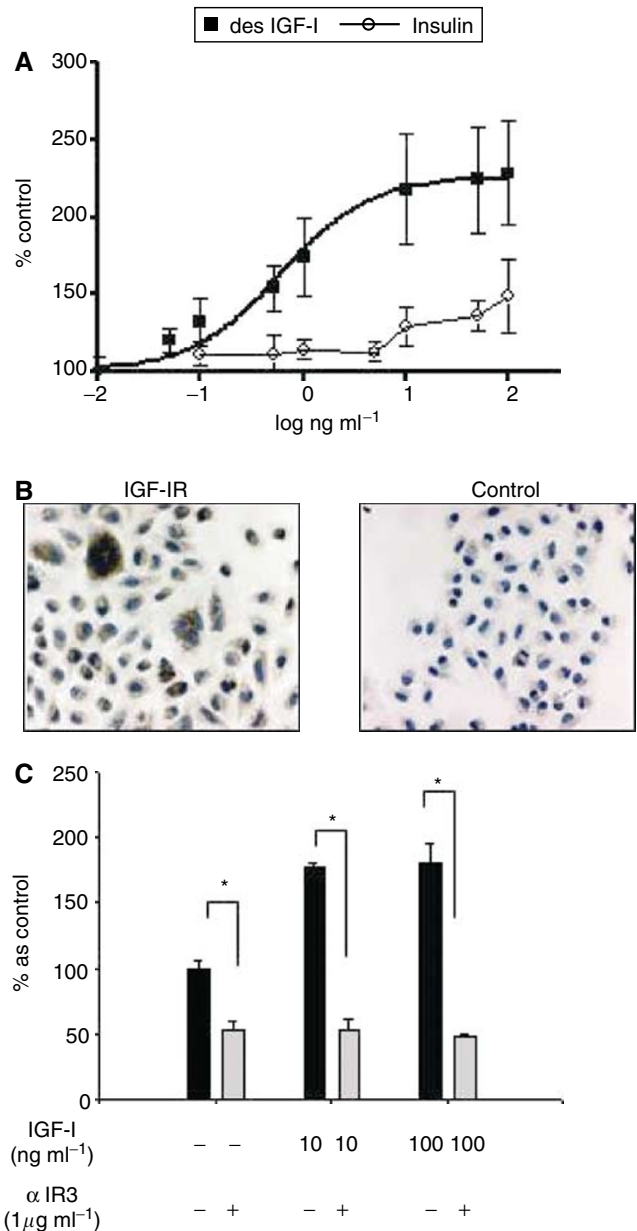 des IGF-I Insulin
A
300
250
200
150
100
% control
−2 −1 0 1 2
log ng ml−1
B
IGF-IR Control
C
250
200
150
100
50
0
% as control
* * *
IGF-I
(ng ml−1)
− − 10 10 100 100
α IR3
(1μg ml−1)
− + − + − +